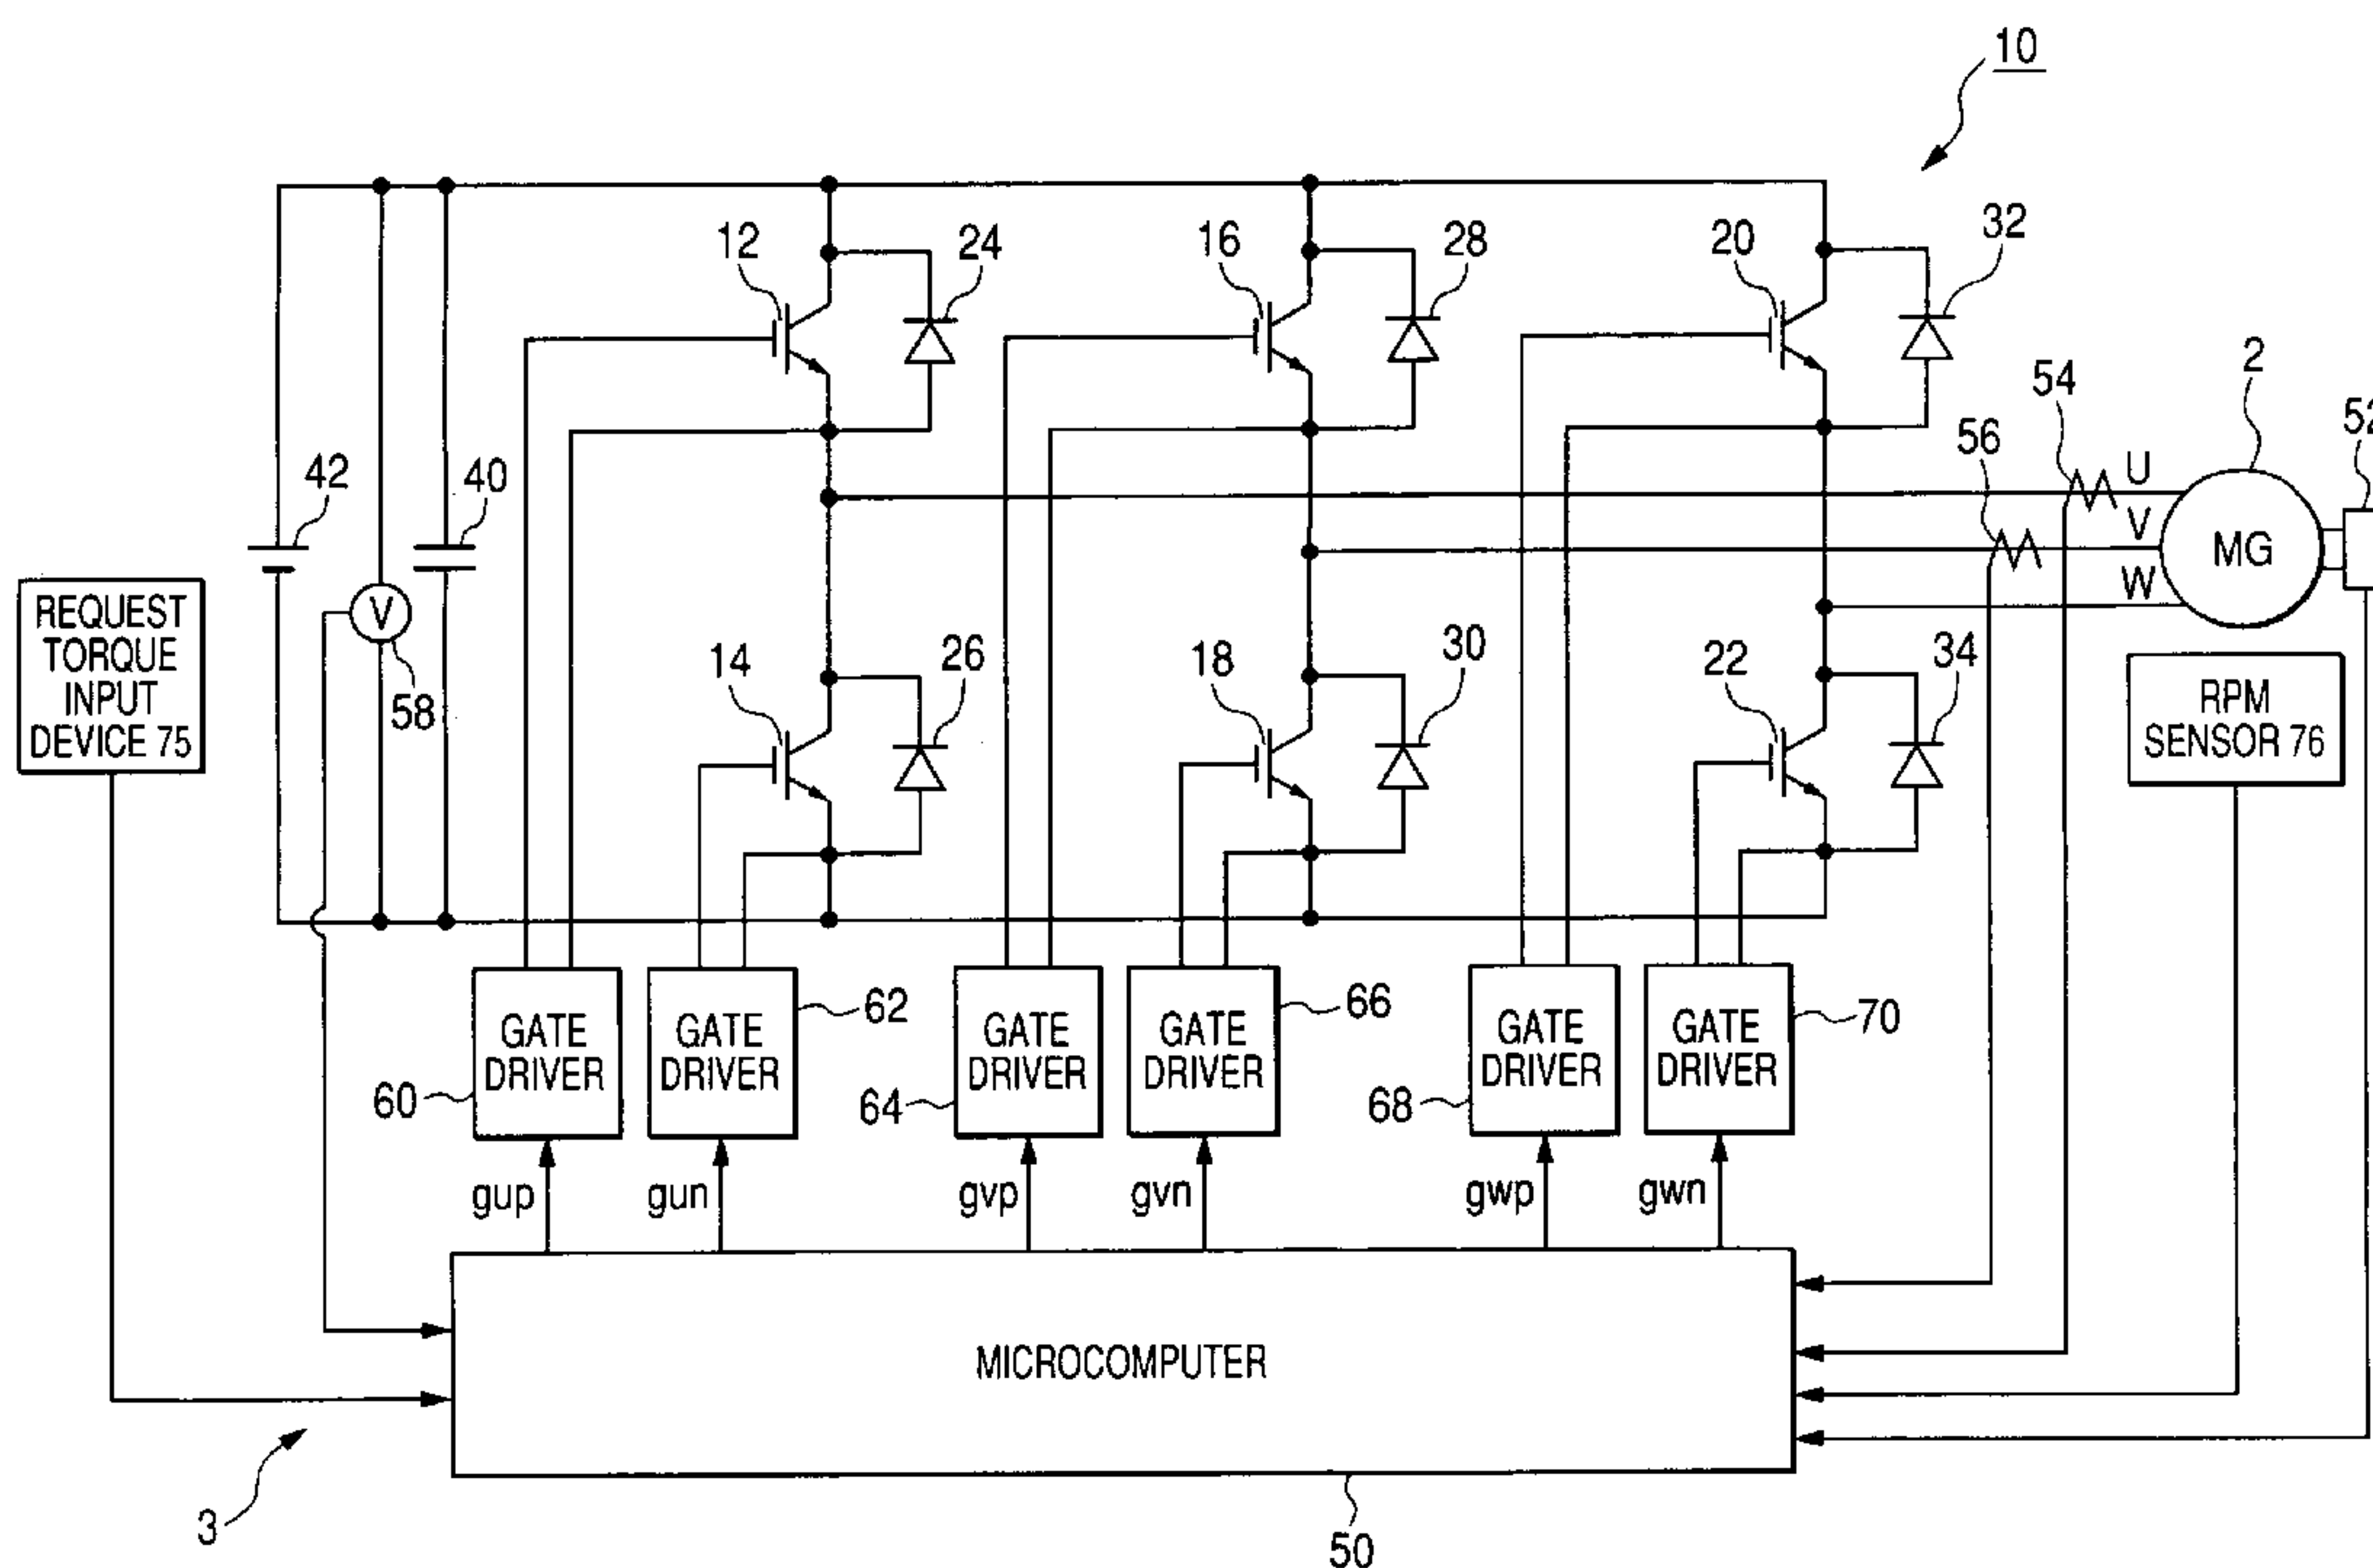 10
12
24
16
28
20
32
2
54
52
56
U
42
40
V
MG
W
REQUEST
TORQUE
INPUT
DEVICE 75
V
58
14
26
18
30
22
34
RPM
SENSOR 76
GATE
DRIVER
60
GATE
DRIVER
62
GATE
DRIVER
64
GATE
DRIVER
66
GATE
DRIVER
68
GATE
DRIVER
70
gup
gun
gvp
gvn
gwp
gwn
MICROCOMPUTER
3
50